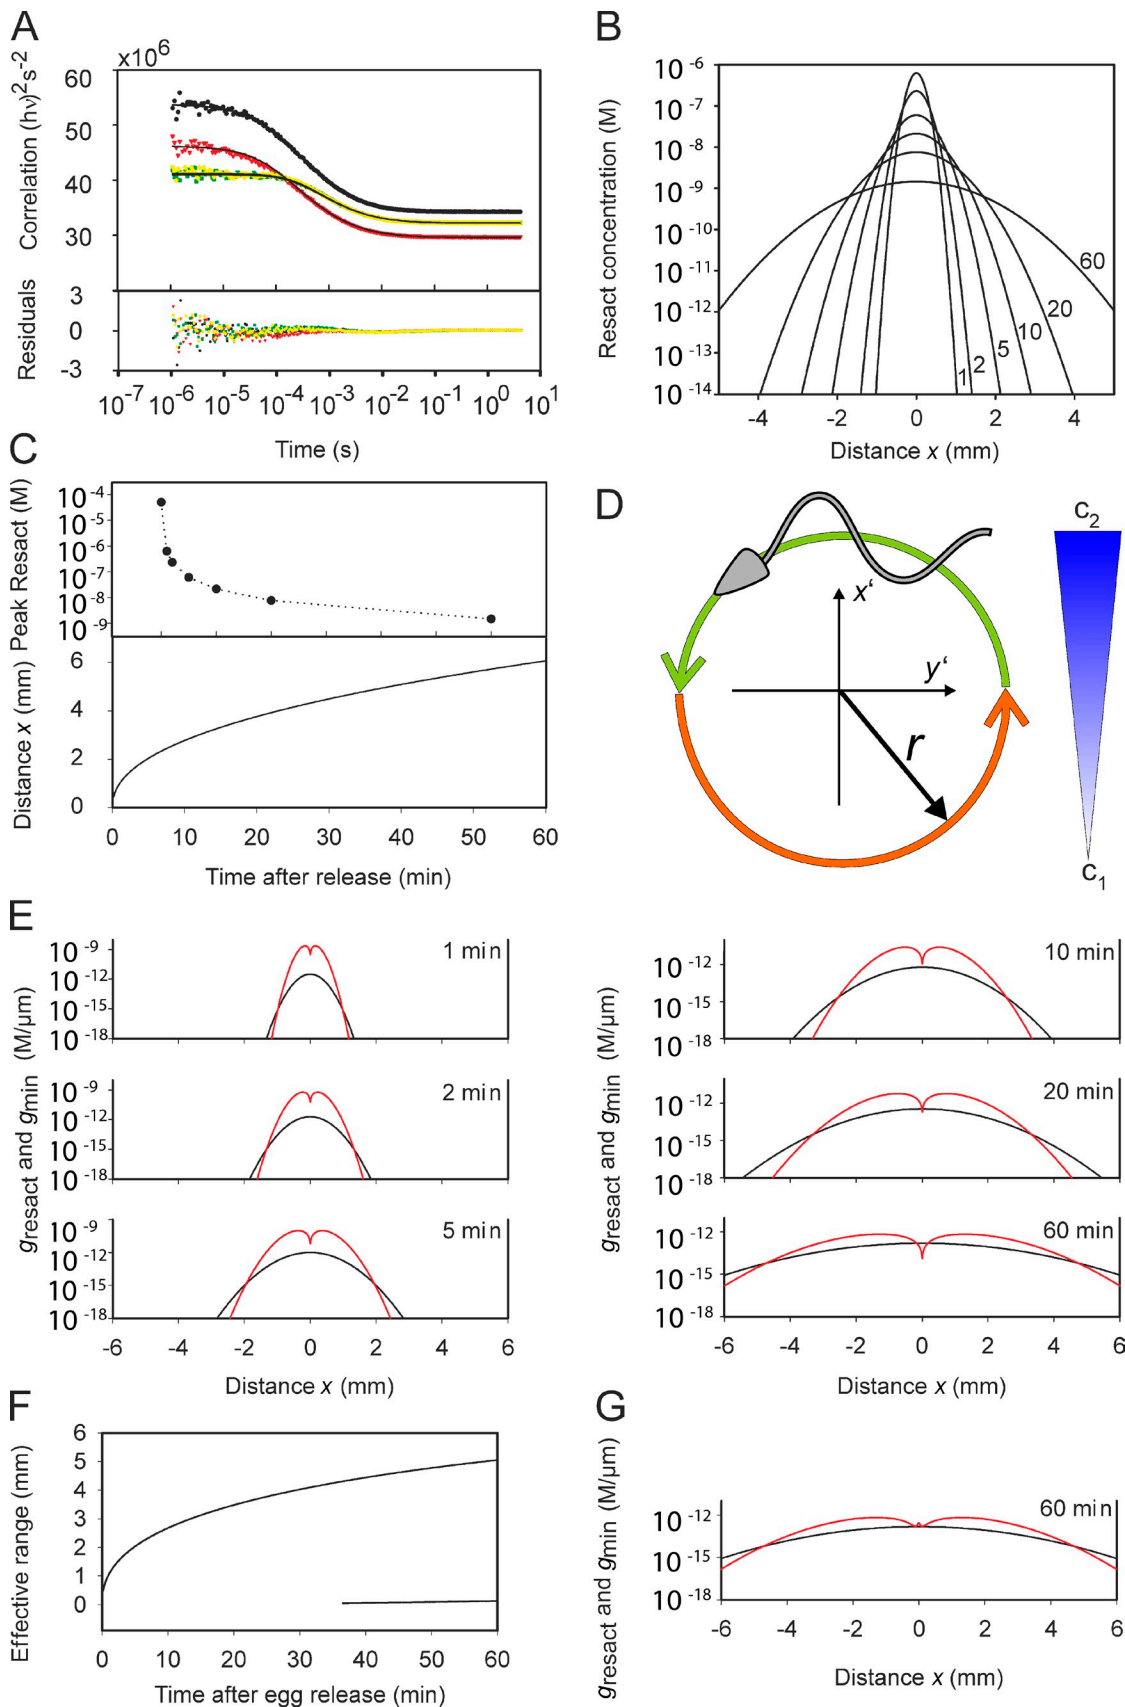 A
x10 6
Correlation (hν)2s-2
60
50
40
30
Residuals
3
0
-3
10-7 10-6 10-5 10-4 10-3 10-2 10-1 100 101
Time (s)
B
Resact concentration (M)
10-6
10-7
10-8
10-9
10-10
10-11
10-12
10-13
10-14
1 2 5 10 20 60
-4 -2 0 2 4
Distance x (mm)
C
Peak Resact (M)
10-4
10-5
10-6
10-7
10-8
10-9
Distance x (mm)
6
4
2
0
0 10 20 30 40 50 60
Time after release (min)
D
x‘
y‘
r
C2
C1
E
gresact and gmin (M/μm)
10-9
10-12
10-15
10-18
1 min
10-9
10-12
10-15
10-18
2 min
10-9
10-12
10-15
10-18
5 min
-6 -4 -2 0 2 4 6
Distance x (mm)
gresact and gmin (M/μm)
10-12
10-15
10-18
10 min
10-12
10-15
10-18
20 min
10-12
10-15
10-18
60 min
-6 -4 -2 0 2 4 6
Distance x (mm)
F
Effective range (mm)
6
5
4
3
2
1
0
0 10 20 30 40 50 60
Time after egg release (min)
G
gresact and gmin (M/μm)
10-12
10-15
10-18
60 min
-6 -4 -2 0 2 4 6
Distance x (mm)